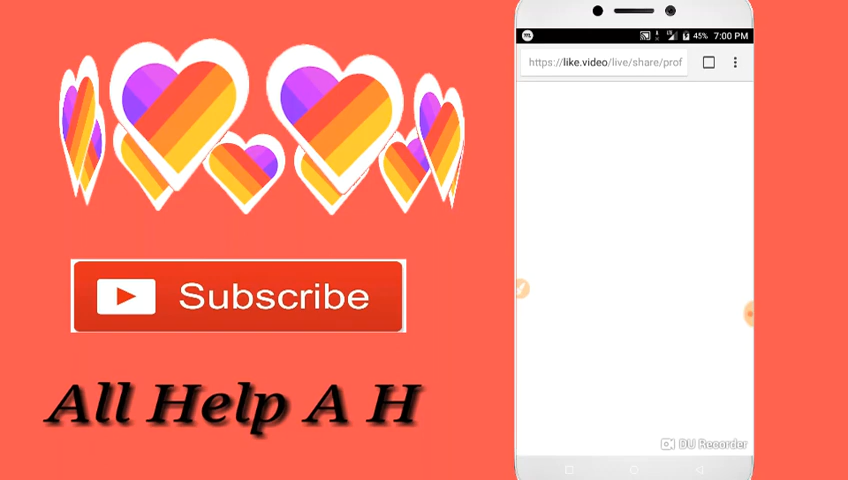 45% 7:00 PM
https://like.video/live/share/prof
Subscribe
All Help A H
DU Recorder